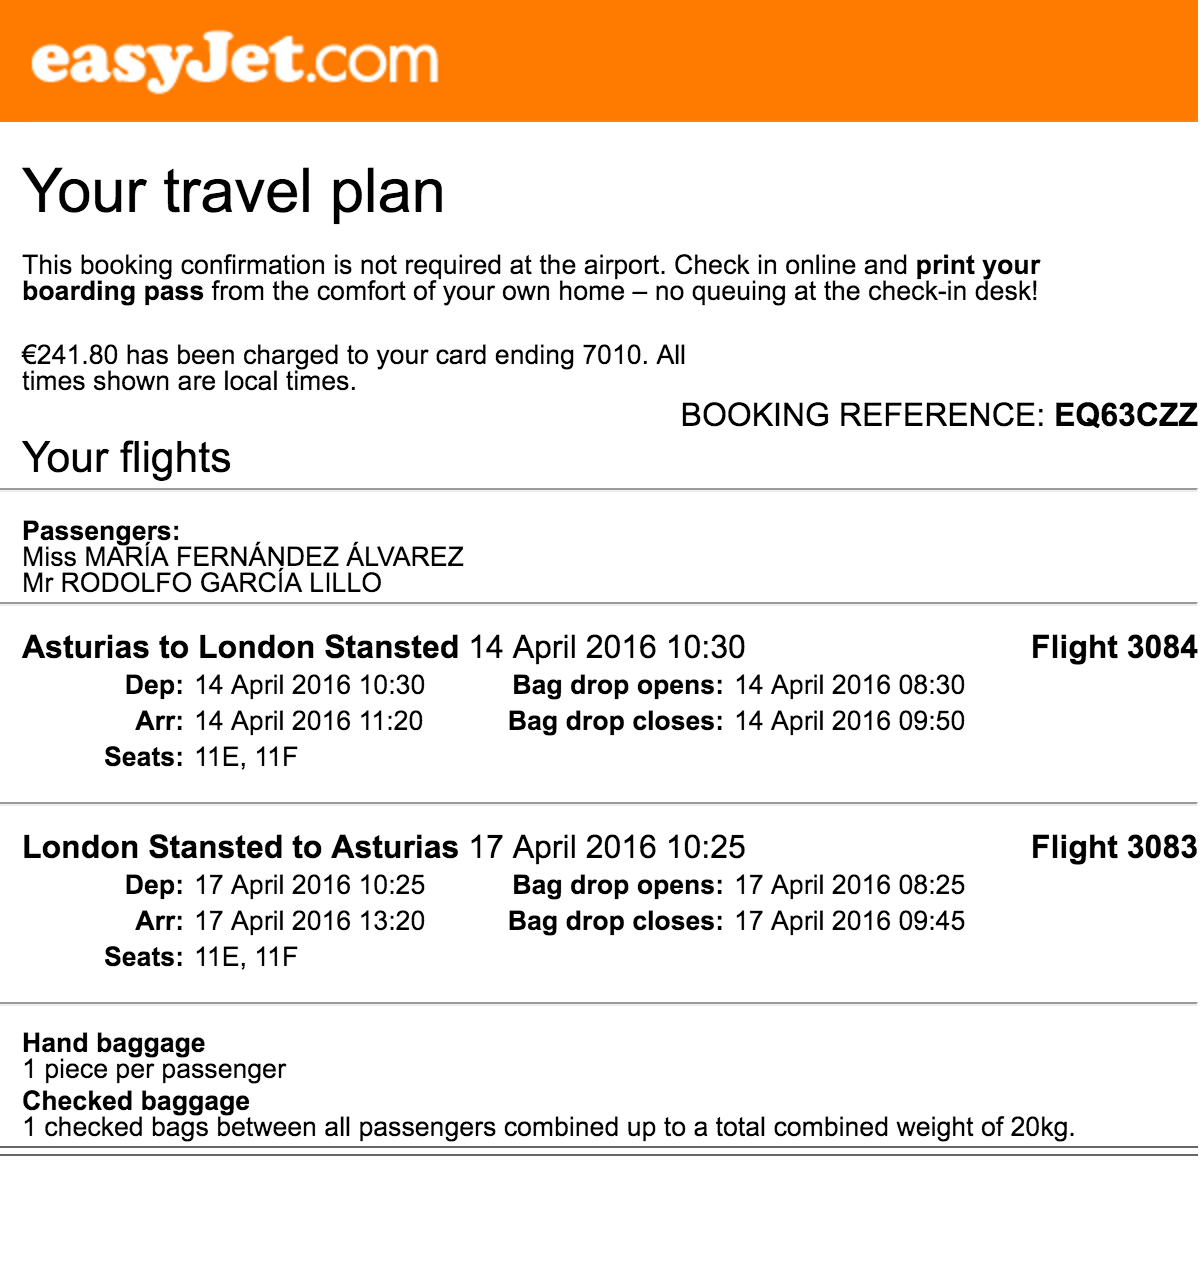 easyJet.com
Your travel plan
This booking confirmation is not required at the airport. Check in online and print your
boarding pass from the comfort of your own home – no queuing at the check-in desk!
€241.80 has been charged to your card ending 7010. All
times shown are local times.
BOOKING REFERENCE: EQ63CZZ
Your flights
Passengers:
Miss MARÍA FERNÁNDEZ ÁLVAREZ
Mr RODOLFO GARCÍA LILLO
Asturias to London Stansted 14 April 2016 10:30 Flight 3084
Dep: 14 April 2016 10:30 Bag drop opens: 14 April 2016 08:30
Arr: 14 April 2016 11:20 Bag drop closes: 14 April 2016 09:50
Seats: 11E, 11F
London Stansted to Asturias 17 April 2016 10:25 Flight 3083
Dep: 17 April 2016 10:25 Bag drop opens: 17 April 2016 08:25
Arr: 17 April 2016 13:20 Bag drop closes: 17 April 2016 09:45
Seats: 11E, 11F
Hand baggage
1 piece per passenger
Checked baggage
1 checked bags between all passengers combined up to a total combined weight of 20kg.